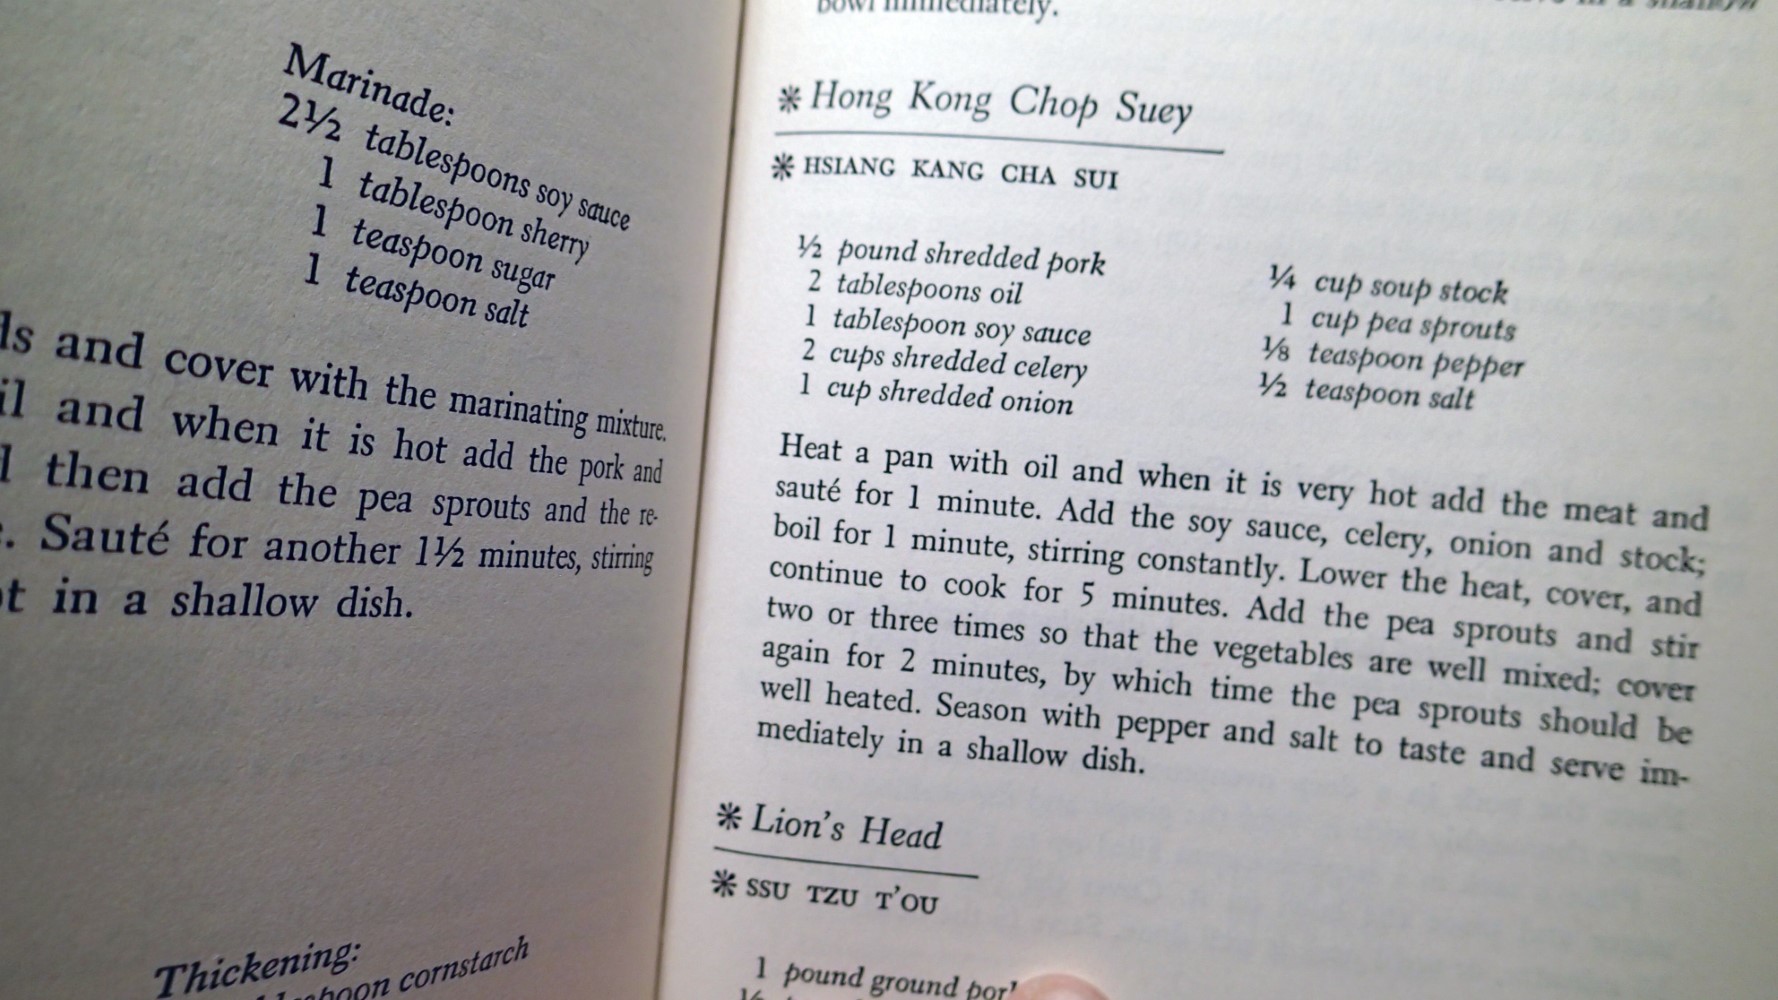 Marinade:
2½ tablespoons soy sauce
1 tablespoon sherry
1 teaspoon sugar
1 teaspoon salt
ls and cover with the marinating mixture.
il and when it is hot add the pork and
l then add the pea sprouts and the re-
. Sauté for another 1½ minutes, stirring
t in a shallow dish.
Thickening:
cornstarch
bowl immediately.
in a shallow
* Hong Kong Chop Suey
* HSIANG KANG CHA SUI
½ pound shredded pork
2 tablespoons oil
1 tablespoon soy sauce
2 cups shredded celery
1 cup shredded onion
¼ cup soup stock
1 cup pea sprouts
⅛ teaspoon pepper
½ teaspoon salt
Heat a pan with oil and when it is very hot add the meat and
sauté for 1 minute. Add the soy sauce, celery, onion and stock;
boil for 1 minute, stirring constantly. Lower the heat, cover, and
continue to cook for 5 minutes. Add the pea sprouts and stir
two or three times so that the vegetables are well mixed; cover
again for 2 minutes, by which time the pea sprouts should be
well heated. Season with pepper and salt to taste and serve im-
mediately in a shallow dish.
* Lion's Head
* SSU TZU T'OU
1 pound ground